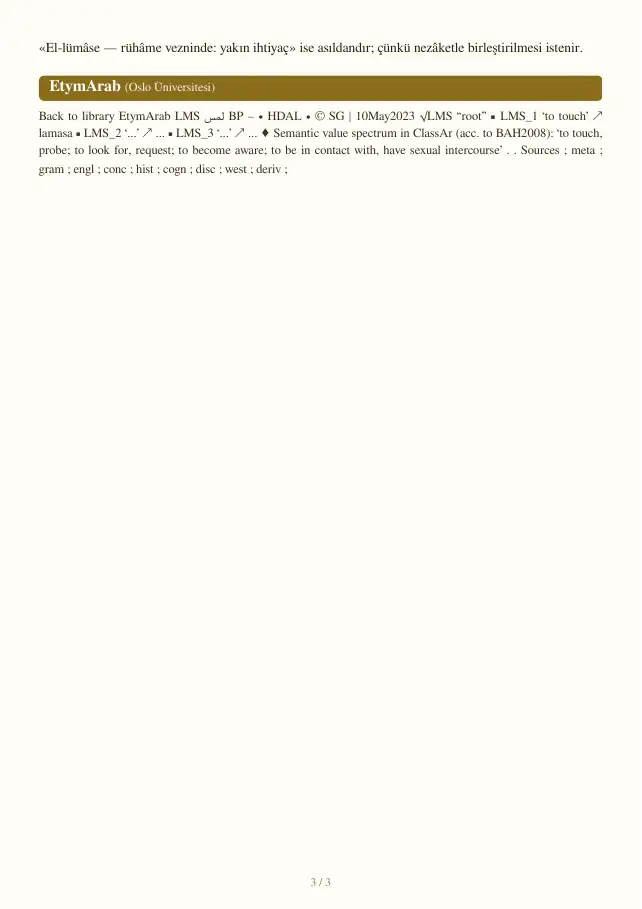 «El-lümâse — rühâme vezninde: yakın ihtiyaç» ise asıldandır; çünkü nezâketle birleştirilmesi istenir.
EtymArab (Oslo Üniversitesi)
Back to library EtymArab LMS لمس BP – • HDAL • © SG | 10May2023 √LMS “root” ▪ LMS_1 ‘to touch’ ↗
lamasa ▪ LMS_2 ‘...’ ↗ ... ▪ LMS_3 ‘...’ ↗ ... ♦ Semantic value spectrum in ClassAr (acc. to BAH2008): ‘to touch,
probe; to look for, request; to become aware; to be in contact with, have sexual intercourse’ . . Sources ; meta ;
gram ; engl ; conc ; hist ; cogn ; disc ; west ; deriv ;
3 / 3